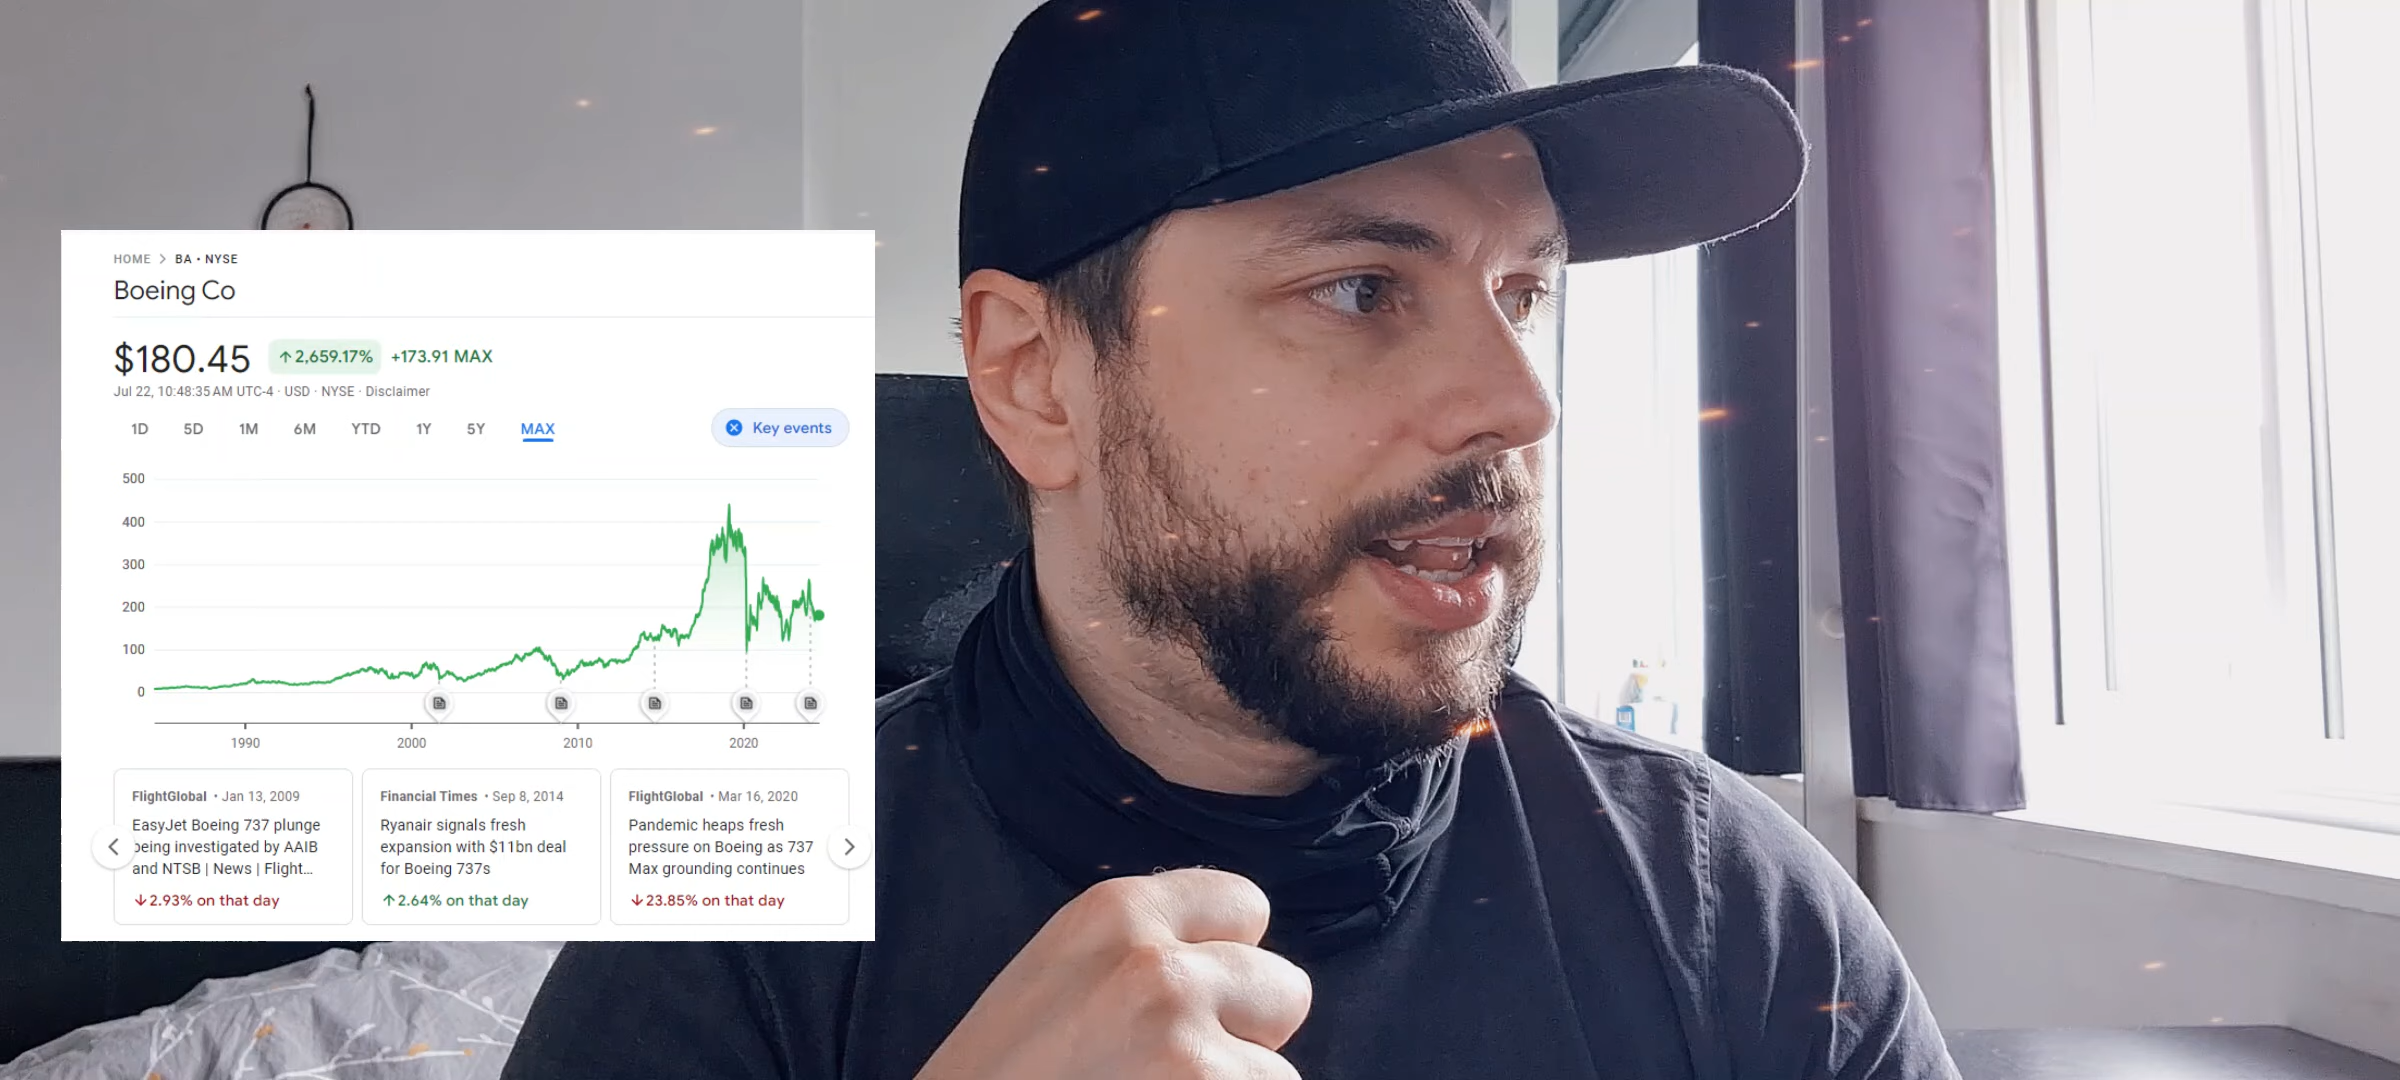 HOME > BA • NYSE
Boeing Co
$180.45 ↑2,659.17% +173.91 MAX
Jul 22, 10:48:35 AM UTC-4 · USD · NYSE · Disclaimer
1D 5D 1M 6M YTD 1Y 5Y MAX Key events
500
400
300
200
100
0
1990 2000 2010 2020
FlightGlobal • Jan 13, 2009
EasyJet Boeing 737 plunge
being investigated by AAIB
and NTSB | News | Flight...
↓2.93% on that day
Financial Times • Sep 8, 2014
Ryanair signals fresh
expansion with $11bn deal
for Boeing 737s
↑2.64% on that day
FlightGlobal • Mar 16, 2020
Pandemic heaps fresh
pressure on Boeing as 737
Max grounding continues
↓23.85% on that day